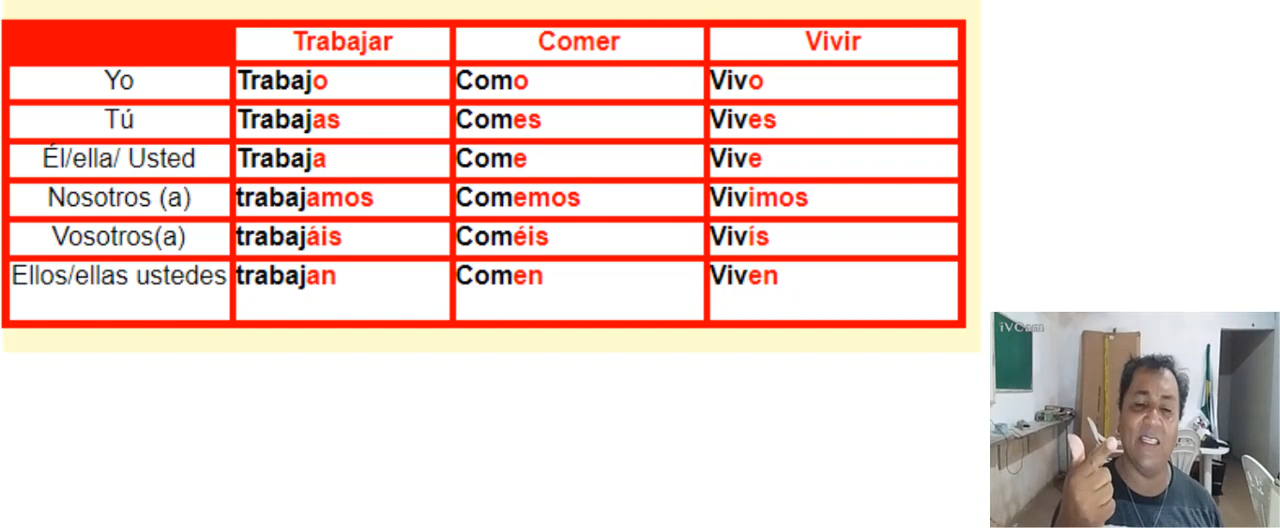 Trabajar Comer Vivir
Yo Trabajo Como Vivo
Tú Trabajas Comes Vives
Él/ella/ Usted Trabaja Come Vive
Nosotros (a) trabajamos Comemos Vivimos
Vosotros(a) trabajáis Coméis Vivís
Ellos/ellas ustedes trabajan Comen Viven
iVCam